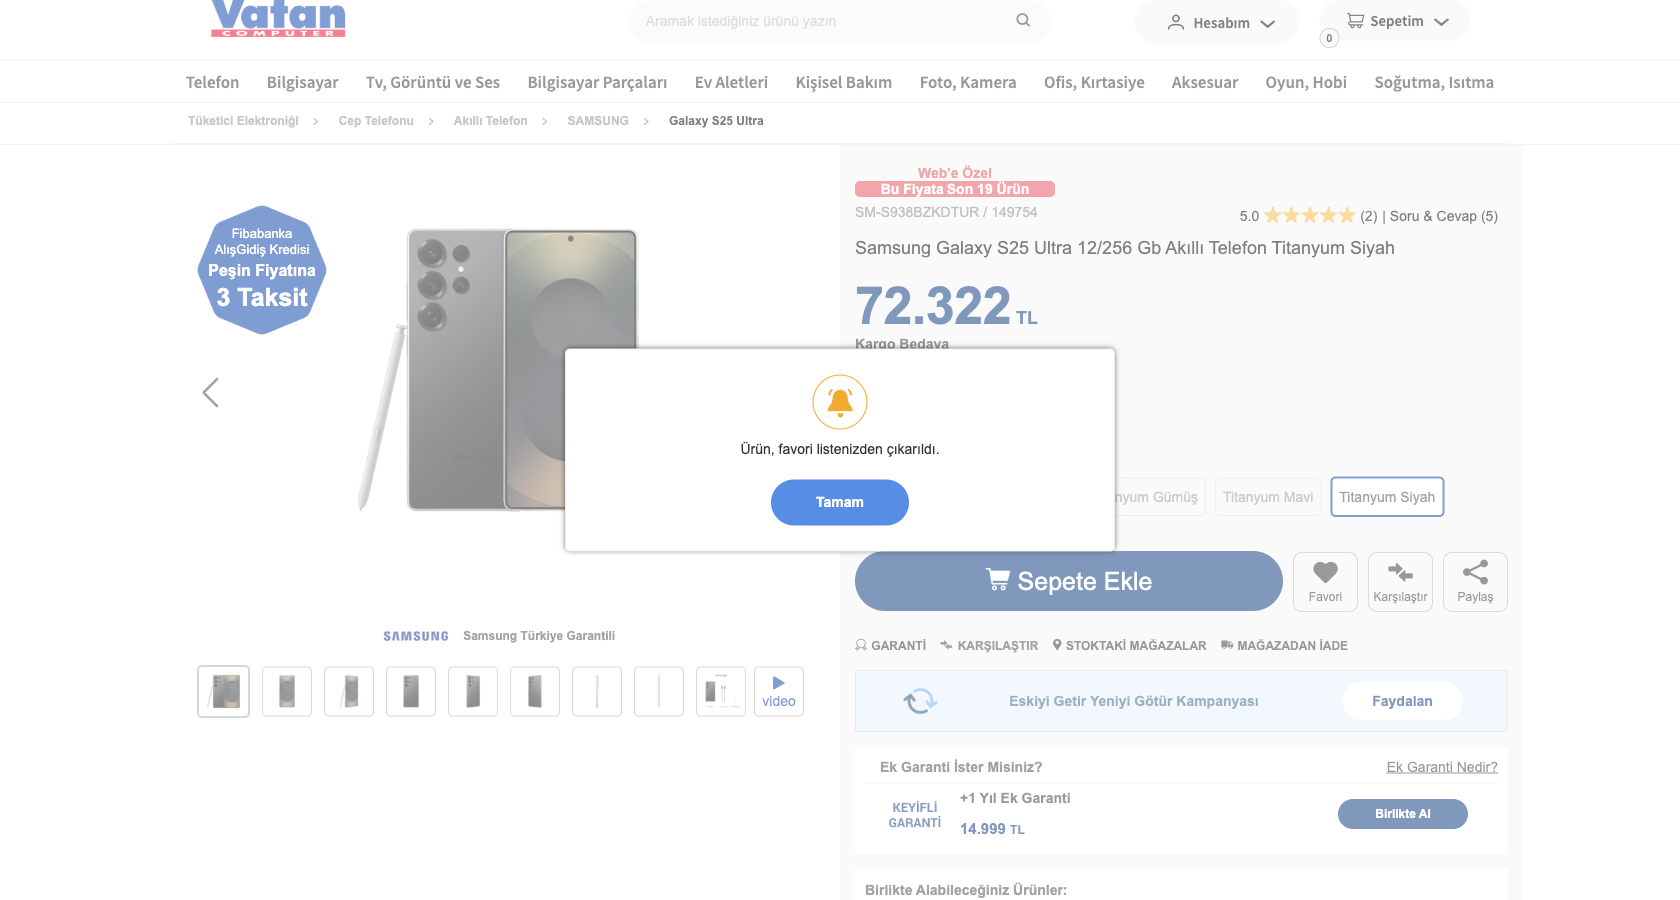 Vatan
COMPUTER
Aramak istediğiniz ürünü yazın
Hesabım
0
Sepetim
Telefon
Bilgisayar
Tv, Görüntü ve Ses
Bilgisayar Parçaları
Ev Aletleri
Kişisel Bakım
Foto, Kamera
Ofis, Kırtasiye
Aksesuar
Oyun, Hobi
Soğutma, Isıtma
Tüketici Elektroniği > Cep Telefonu > Akıllı Telefon > SAMSUNG > Galaxy S25 Ultra
Fibabanka
AlışGidiş Kredisi
Peşin Fiyatına
3 Taksit
Web'e Özel
Bu Fiyata Son 19 Ürün
SM-S938BZKDTUR / 149754
5.0 (2) | Soru & Cevap (5)
Samsung Galaxy S25 Ultra 12/256 Gb Akıllı Telefon Titanyum Siyah
72.322 TL
Kargo Bedava
Ürün, favori listenizden çıkarıldı.
Tamam
nyum Gümüş
Titanyum Mavi
Titanyum Siyah
Sepete Ekle
Favori
Karşılaştır
Paylaş
SAMSUNG Samsung Türkiye Garantili
video
GARANTİ
KARŞILAŞTIR
STOKTAKİ MAĞAZALAR
MAĞAZADAN İADE
Eskiyi Getir Yeniyi Götür Kampanyası
Faydalan
Ek Garanti İster Misiniz?
Ek Garanti Nedir?
KEYİFLİ
GARANTİ
+1 Yıl Ek Garanti
14.999 TL
Birlikte Al
Birlikte Alabileceğiniz Ürünler: